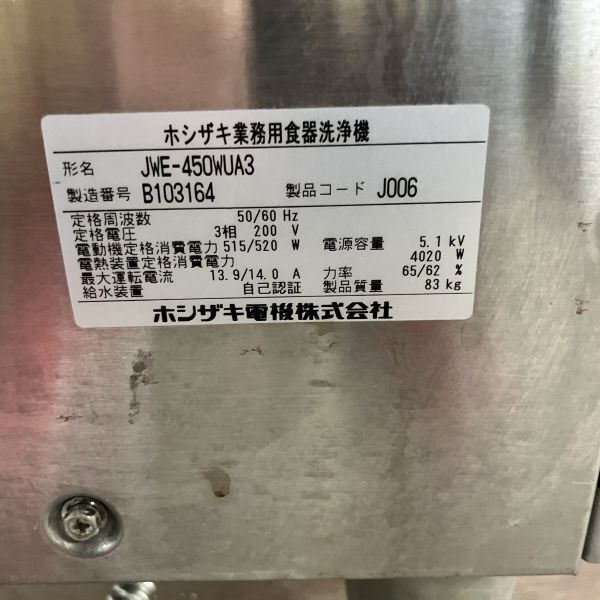 ホシザキ業務用食器洗浄機
形名 JWE-450WUA3
製造番号 B103164 製品コード J006
定格周波数 50/60 Hz
定格電圧 3相 200 V
電動機定格消費電力 515/520 W 電源容量 5.1 kV
電熱装置定格消費電力 4020 W
最大運転電流 13.9/14.0 A 力率 65/62 %
給水装置 自己認証 製品質量 83 kg
ホシザキ電機株式会社